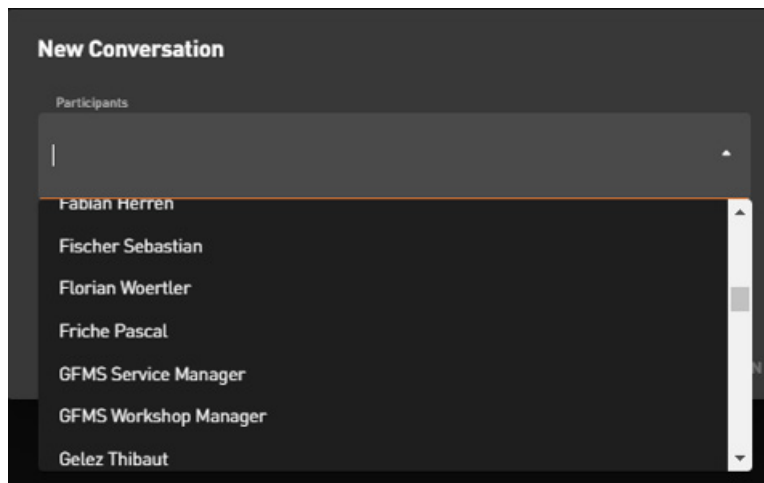 New Conversation
Participants
Fabian Herren
Fischer Sebastian
Florian Woertler
Friche Pascal
GFMS Service Manager
GFMS Workshop Manager
Gelez Thibaut